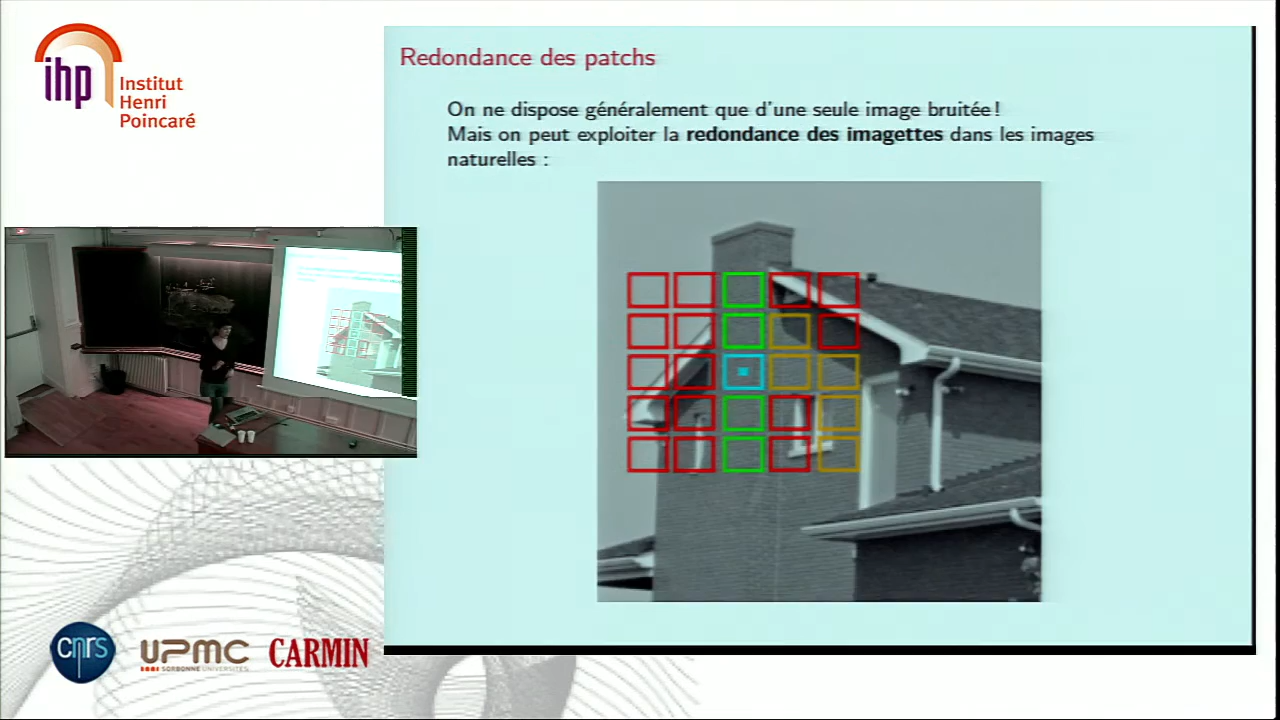 ihp
Institut
Henri
Poincaré
Redondance des patchs
On ne dispose généralement que d'une seule image bruitée !
Mais on peut exploiter la redondance des imagettes dans les images
naturelles :
cnrs
UPMC
SORBONNE UNIVERSITÉS
CARMIN